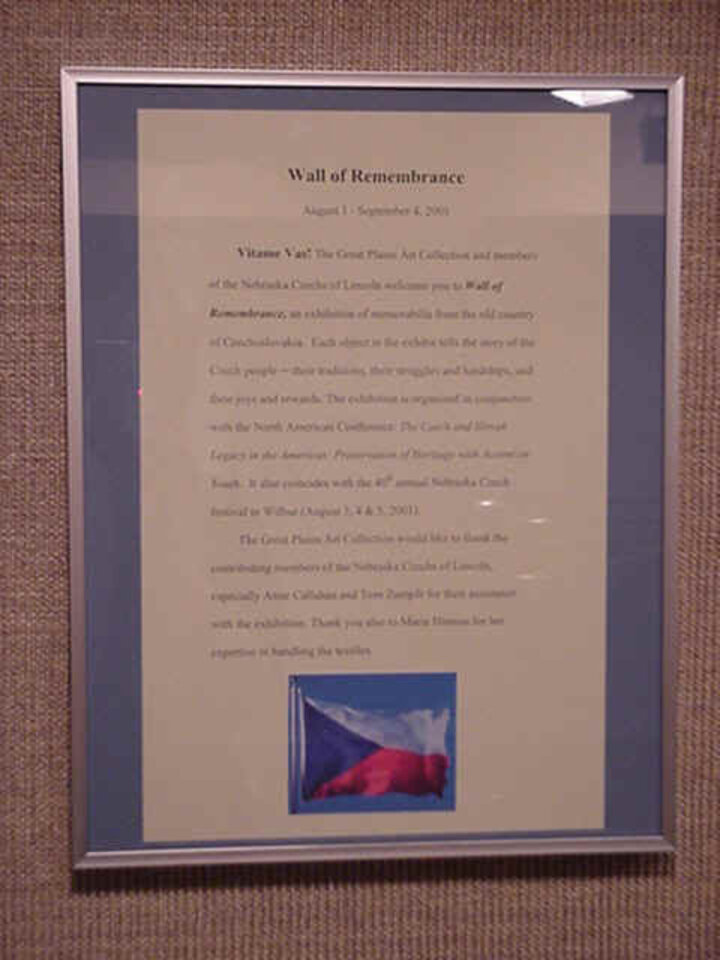 Wall of Remembrance
August 1 - September 4, 2001
Vitame Vas! The Great Plains Art Collection and members
of the Nebraska Czechs of Lincoln welcome you to Wall of
Remembrance, an exhibition of memorabilia from the old country
of Czechoslovakia. Each object in the exhibit tells the story of the
Czech people — their traditions, their struggles and hardships, and
their joys and rewards. The exhibition is organized in conjunction
with the North American Conference: The Czech and Slovak
Legacy in the Americas: Preservation of Heritage with Accent on
Youth. It also coincides with the 40th annual Nebraska Czech
festival in Wilber (August 3, 4 & 5, 2001).
The Great Plains Art Collection would like to thank the
contributing members of the Nebraska Czechs of Lincoln,
especially Anne Callahan and Tom for their assistance
with the exhibition. Thank you also to Maria for her
expertise in handling the textiles.